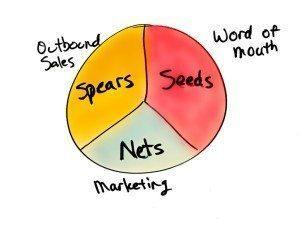 Outbound
Sales
Word of
Mouth
Spears
Seeds
Nets
Marketing